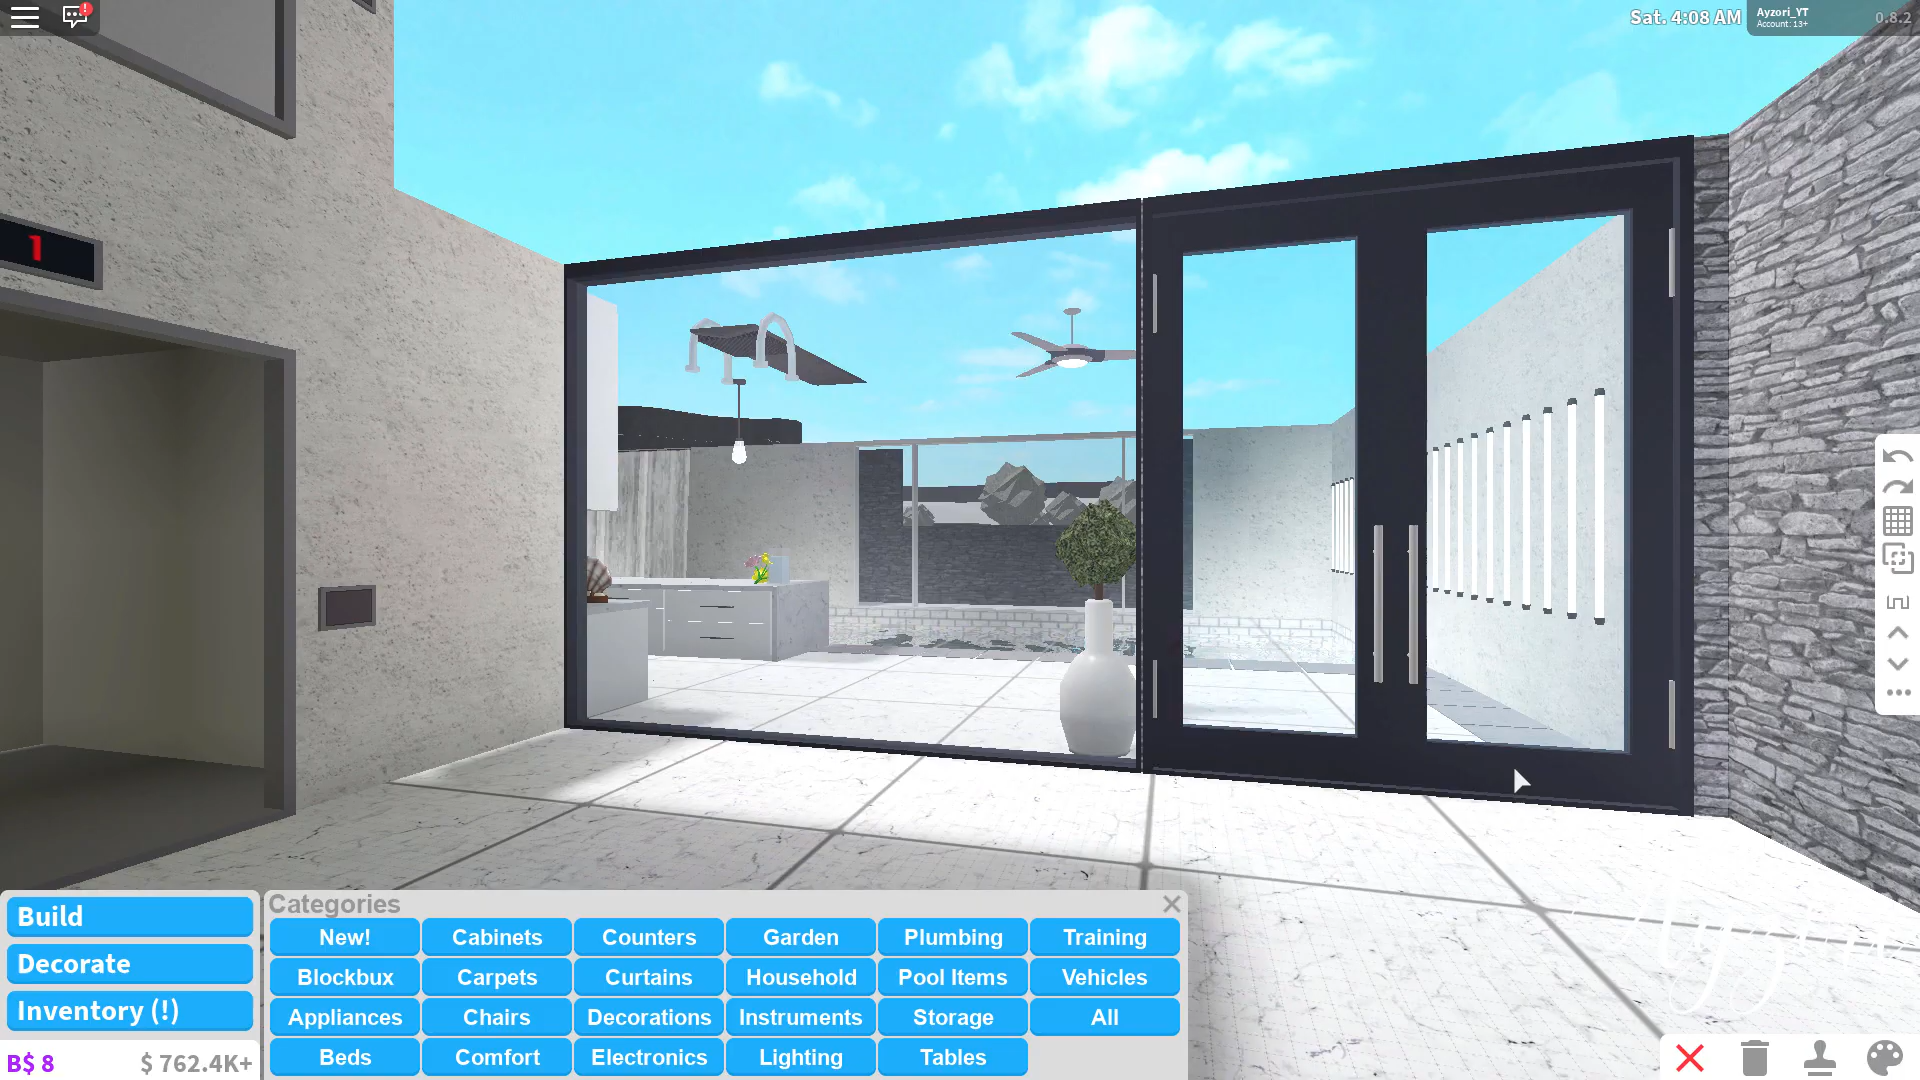 Sat. 4:08 AM
Ayzori_YT
Account: 13+
0.8.2
1
Build
Decorate
Inventory (!)
B$ 8
$ 762.4K+
Categories
New! Cabinets Counters Garden Plumbing Training
Blockbux Carpets Curtains Household Pool Items Vehicles
Appliances Chairs Decorations Instruments Storage All
Beds Comfort Electronics Lighting Tables